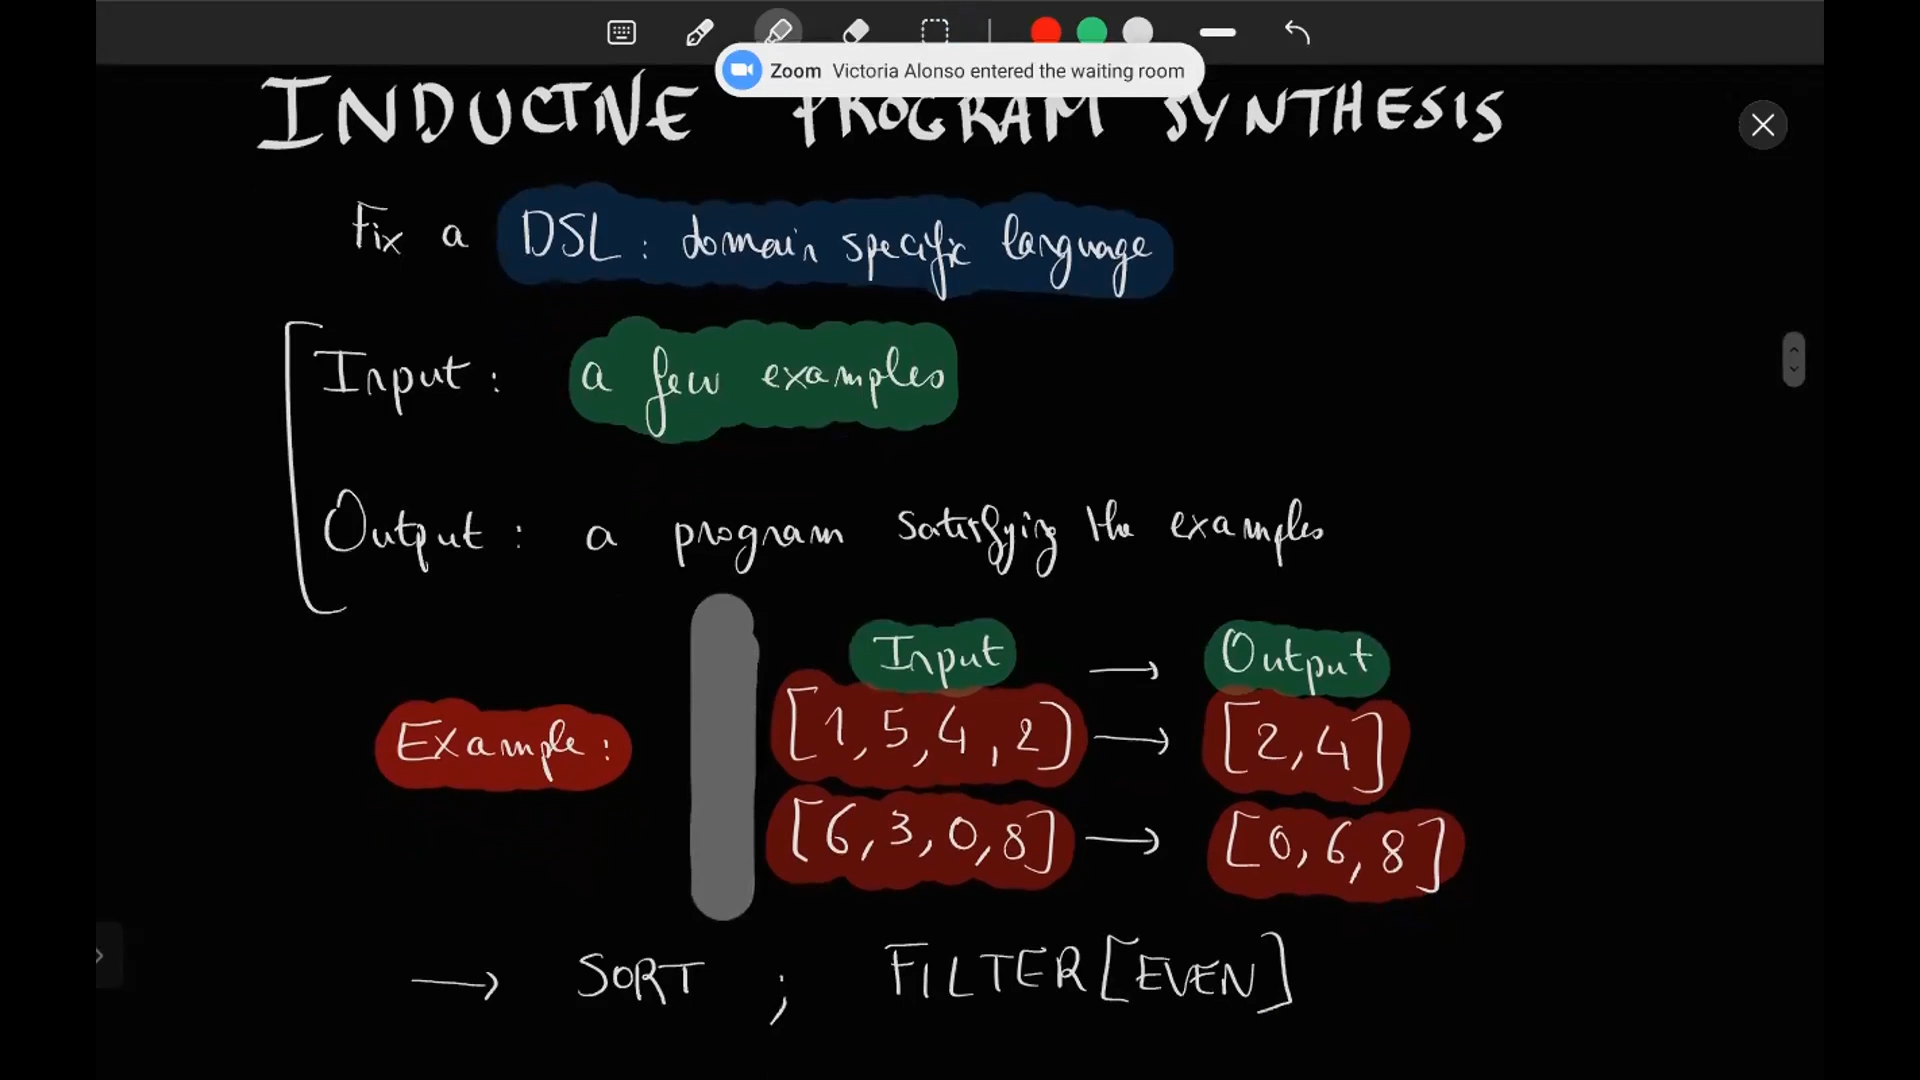 Zoom Victoria Alonso entered the waiting room
INDUCTIVE PROGRAM SYNTHESIS
Fix a DSL: domain specific language
Input: a few examples
Output: a program satisfying the examples
Input → Output
Example: [1,5,4,2] → [2,4]
[6,3,0,8] → [0,6,8]
→ SORT ; FILTER[EVEN]